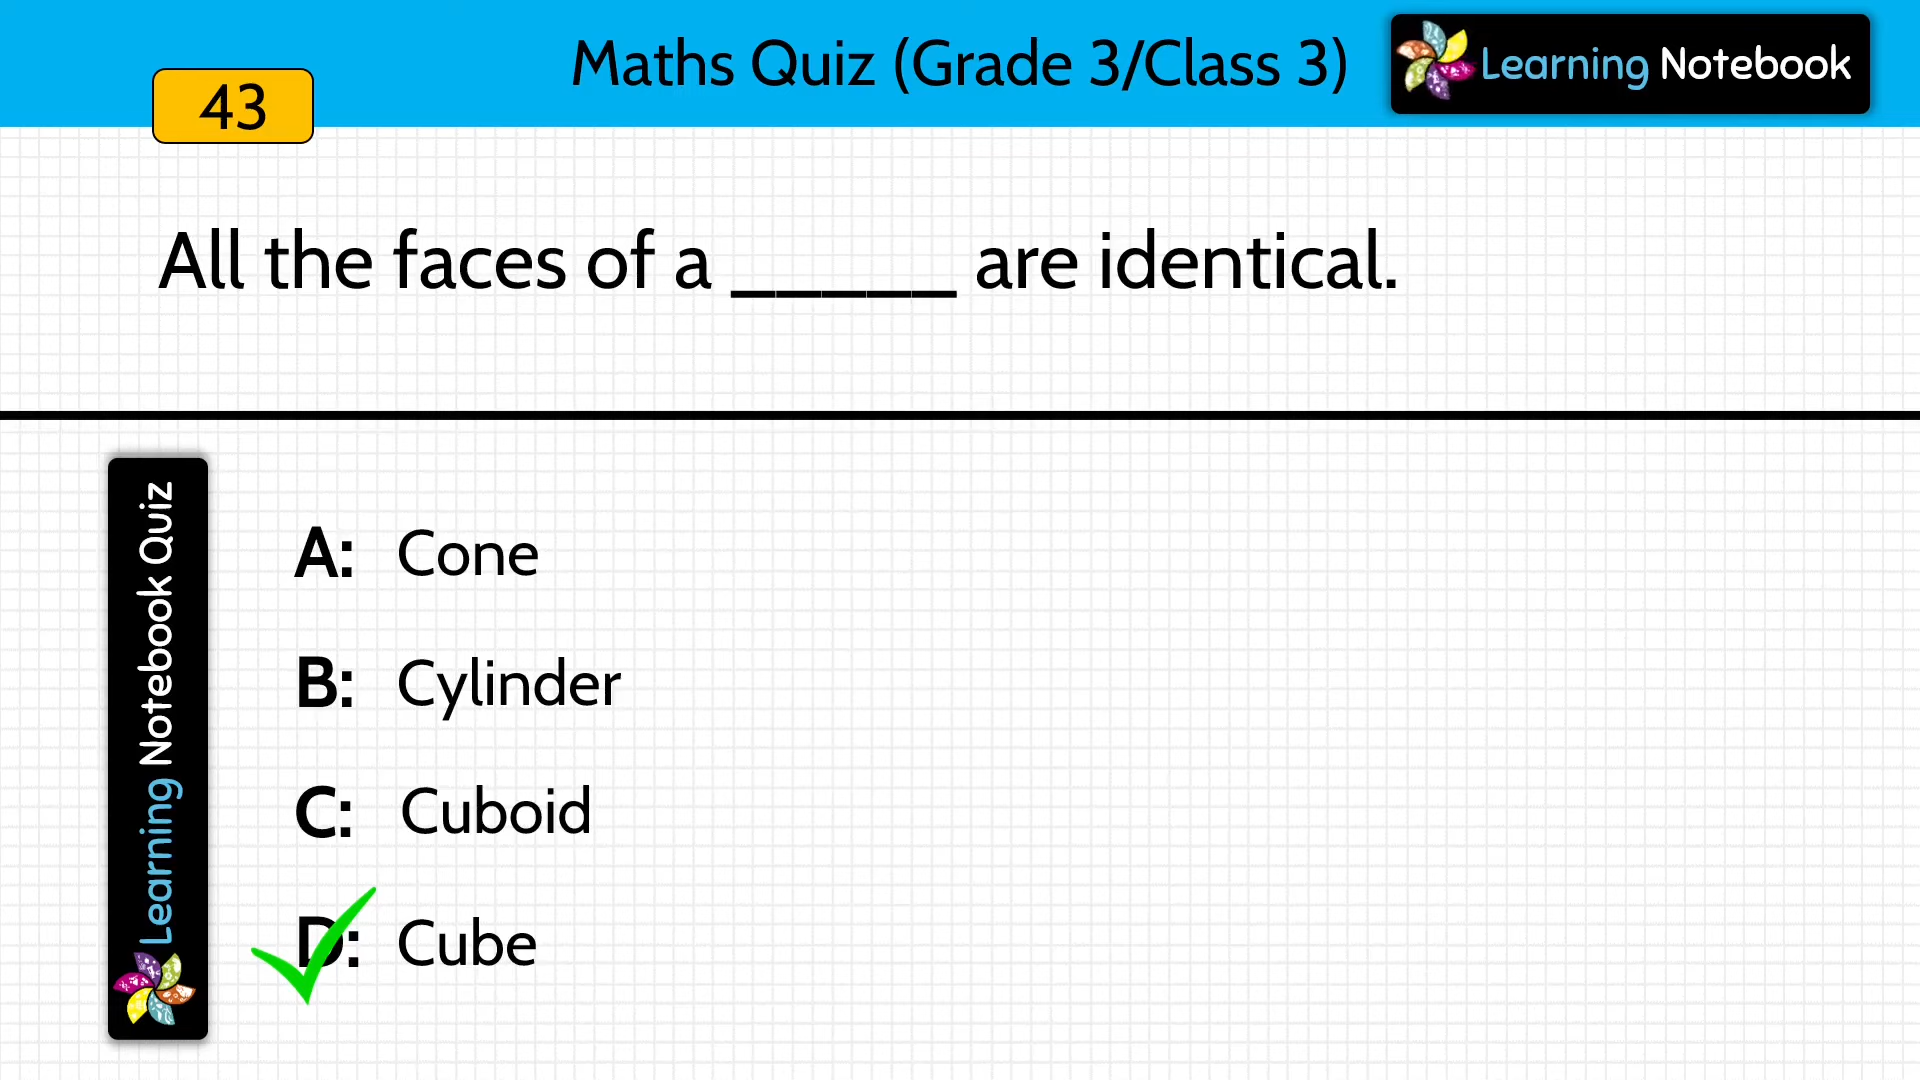 Maths Quiz (Grade 3/Class 3)
Learning Notebook
43
All the faces of a _____ are identical.
Learning Notebook Quiz
A: Cone
B: Cylinder
C: Cuboid
D: Cube